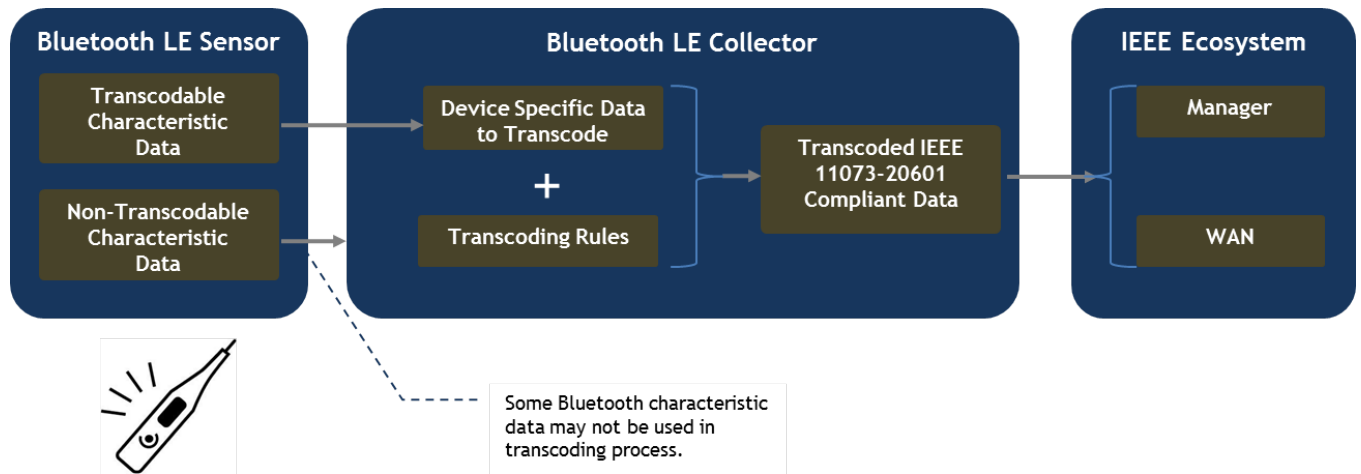 Bluetooth LE Sensor
Transcodable
Characteristic
Data
Non-Transcodable
Characteristic
Data
Bluetooth LE Collector
Device Specific Data
to Transcode
+
Transcoding Rules
Transcoded IEEE
11073-20601
Compliant Data
IEEE Ecosystem
Manager
WAN
Some Bluetooth characteristic
data may not be used in
transcoding process.